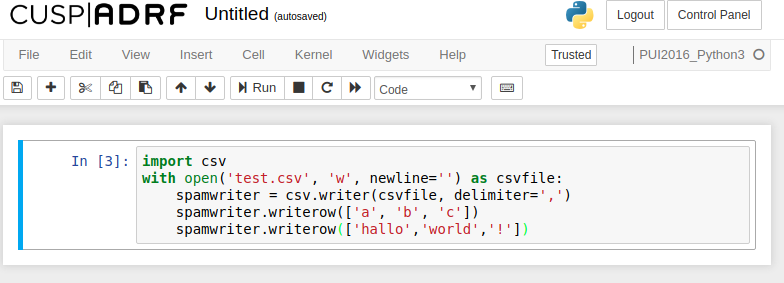 CUSP|ADRF Untitled (autosaved) Logout Control Panel
File Edit View Insert Cell Kernel Widgets Help Trusted PUI2016_Python3
Run Code
In [3]: import csv
with open('test.csv', 'w', newline='') as csvfile:
    spamwriter = csv.writer(csvfile, delimiter=',')
    spamwriter.writerow(['a', 'b', 'c'])
    spamwriter.writerow(['hallo','world','!'])